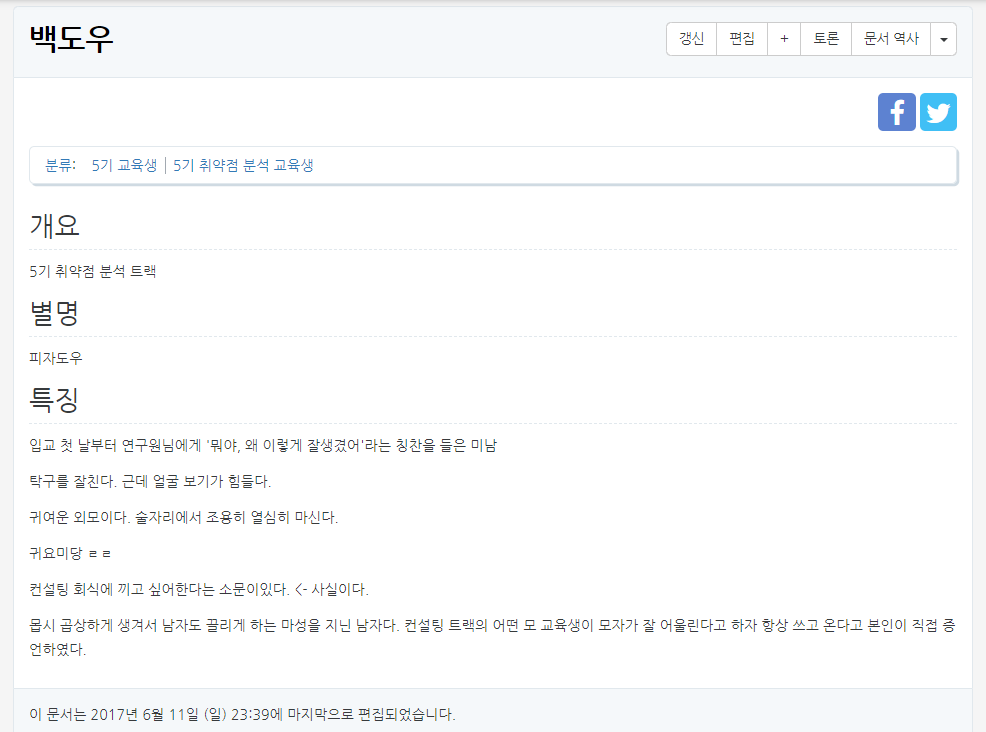 백도우
갱신 편집 + 토론 문서 역사
분류: 5기 교육생 | 5기 취약점 분석 교육생
개요
5기 취약점 분석 트랙
별명
피자도우
특징
입교 첫 날부터 연구원님에게 '뭐야, 왜 이렇게 잘생겼어'라는 칭찬을 들은 미남
탁구를 잘친다. 근데 얼굴 보기가 힘들다.
귀여운 외모이다. 술자리에서 조용히 열심히 마신다.
귀요미당 ㄹㄹ
컨설팅 회식에 끼고 싶어한다는 소문이있다. <- 사실이다.
몹시 곱상하게 생겨서 남자도 꼴리게 하는 마성을 지닌 남자다. 컨설팅 트랙의 어떤 모 교육생이 모자가 잘 어울린다고 하자 항상 쓰고 온다고 본인이 직접 증
언하였다.
이 문서는 2017년 6월 11일 (일) 23:39에 마지막으로 편집되었습니다.